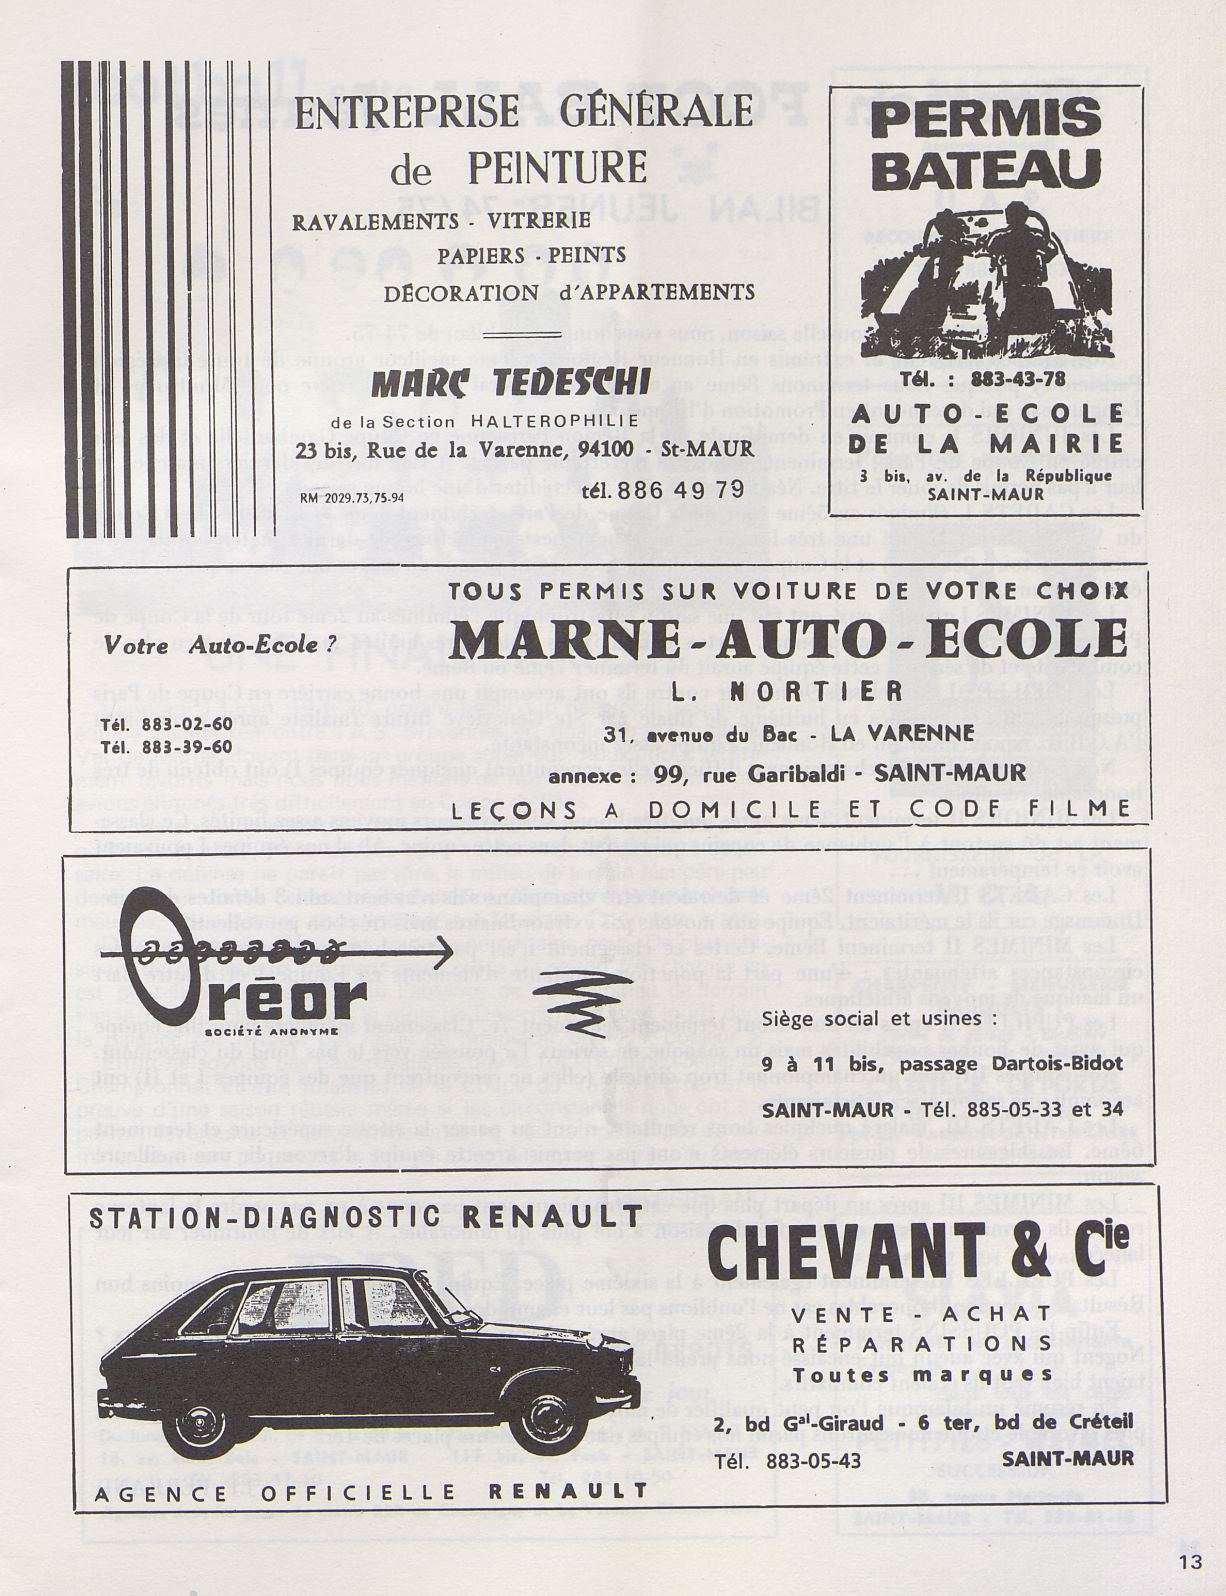 ENTREPRISE GÉNÉRALE
de PEINTURE
RAVALEMENTS - VITRERIE
PAPIERS - PEINTS
DÉCORATION d'APPARTEMENTS
MARC TEDESCHI
de la Section HALTEROPHILIE
23 bis, Rue de la Varenne, 94100 - St-MAUR
RM 2029.73,75-94
tél. 886 49 79
PERMIS
BATEAU
Tél. : 883-43-78
AUTO-ECOLE
DE LA MAIRIE
3 bis, av. de la République
SAINT-MAUR
TOUS PERMIS SUR VOITURE DE VOTRE CHOIX
Votre Auto-Ecole ?
MARNE - AUTO - ECOLE
L. NORTIER
Tél. 883-02-60
Tél. 883-39-60
31, avenue du Bac - LA VARENNE
annexe : 99, rue Garibaldi - SAINT-MAUR
LEÇONS A DOMICILE ET CODE FILME
Oréor
SOCIÉTÉ ANONYME
Siège social et usines :
9 à 11 bis, passage Dartois-Bidot
SAINT-MAUR - Tél. 885-05-33 et 34
STATION-DIAGNOSTIC RENAULT
CHEVANT & Cie
VENTE - ACHAT
RÉPARATIONS
Toutes marques
2, bd Gal-Giraud - 6 ter, bd de Créteil
Tél. 883-05-43 SAINT-MAUR
AGENCE OFFICIELLE RENAULT
13